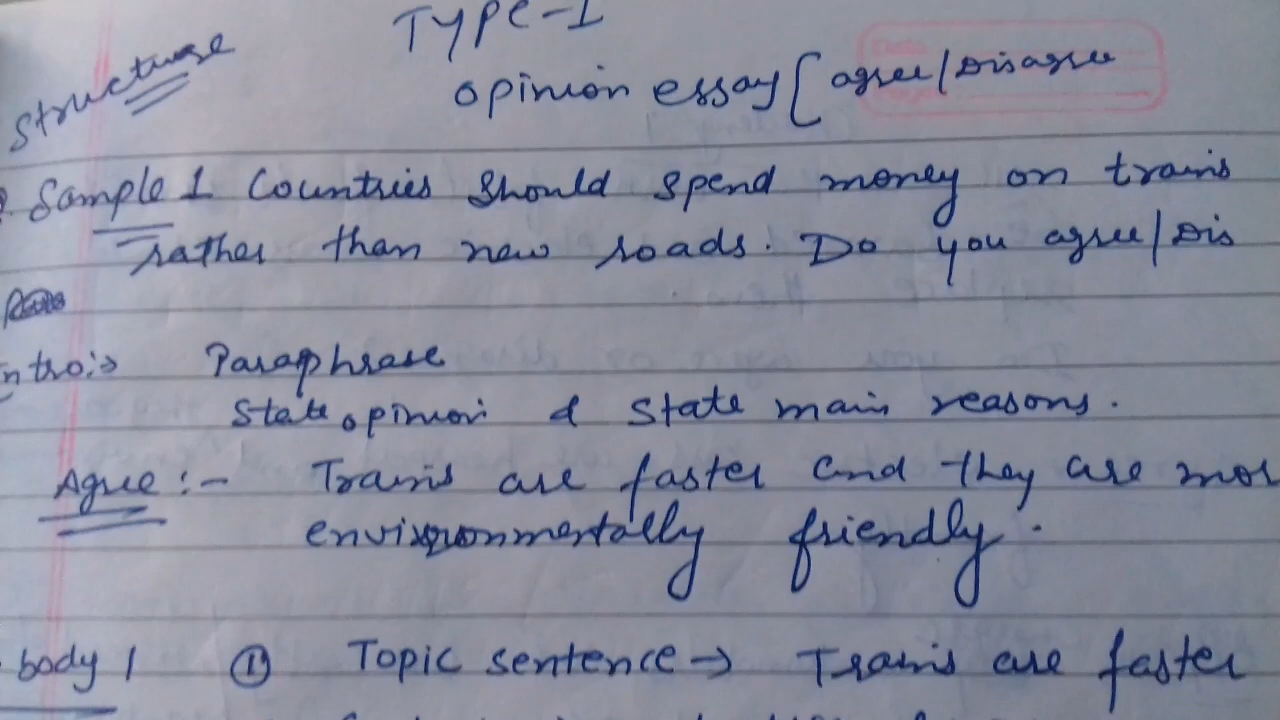 Type-1
Structure
opinion essay [agree/Disagree
Sample 1 Countries should spend money on trains
rather than new roads. Do you agree/Dis
ntro:> Paraphrase
State opinion & State main reasons.
Agree :- Trains are faster and they are mor
environmentally friendly.
body 1 ① Topic sentence → Trains are faster